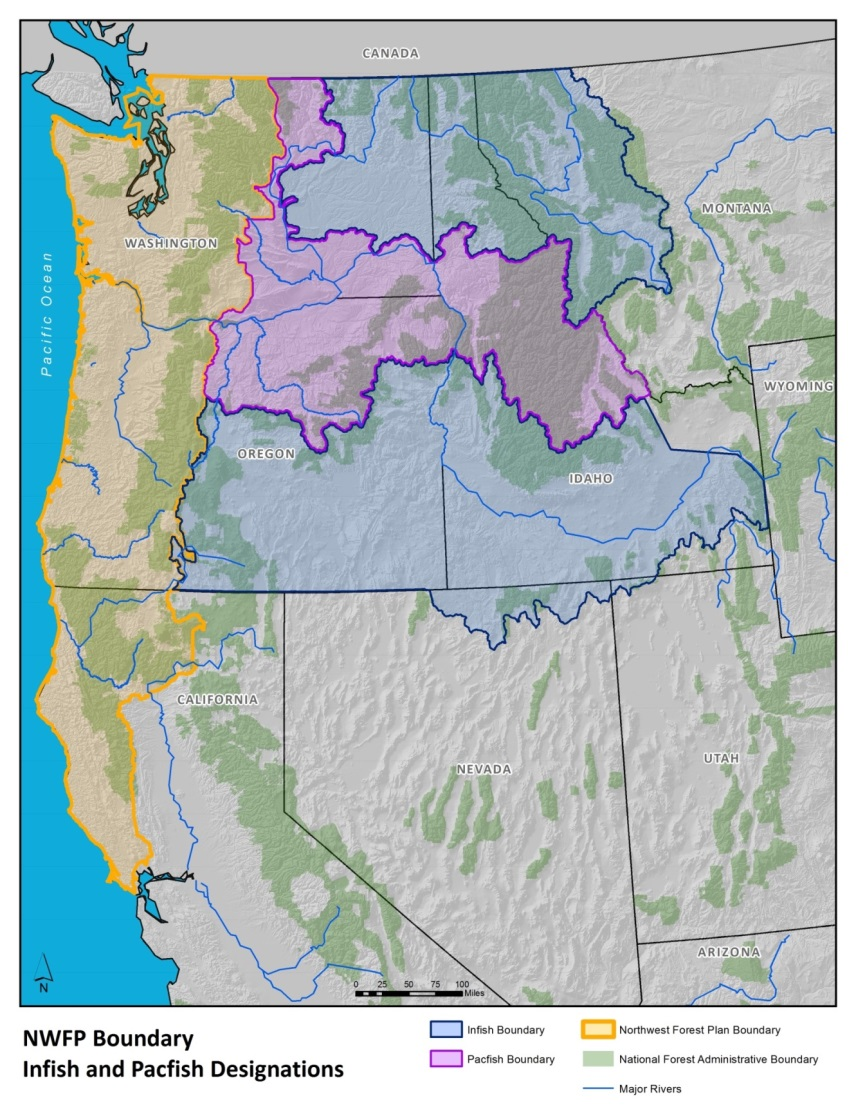 CANADA
MONTANA
WASHINGTON
Pacific Ocean
WYOMING
OREGON
IDAHO
CALIFORNIA
NEVADA
UTAH
ARIZONA
N
0 25 50 75 100
Miles
NWFP Boundary
Infish and Pacfish Designations
Infish Boundary
Pacfish Boundary
Northwest Forest Plan Boundary
National Forest Administrative Boundary
Major Rivers